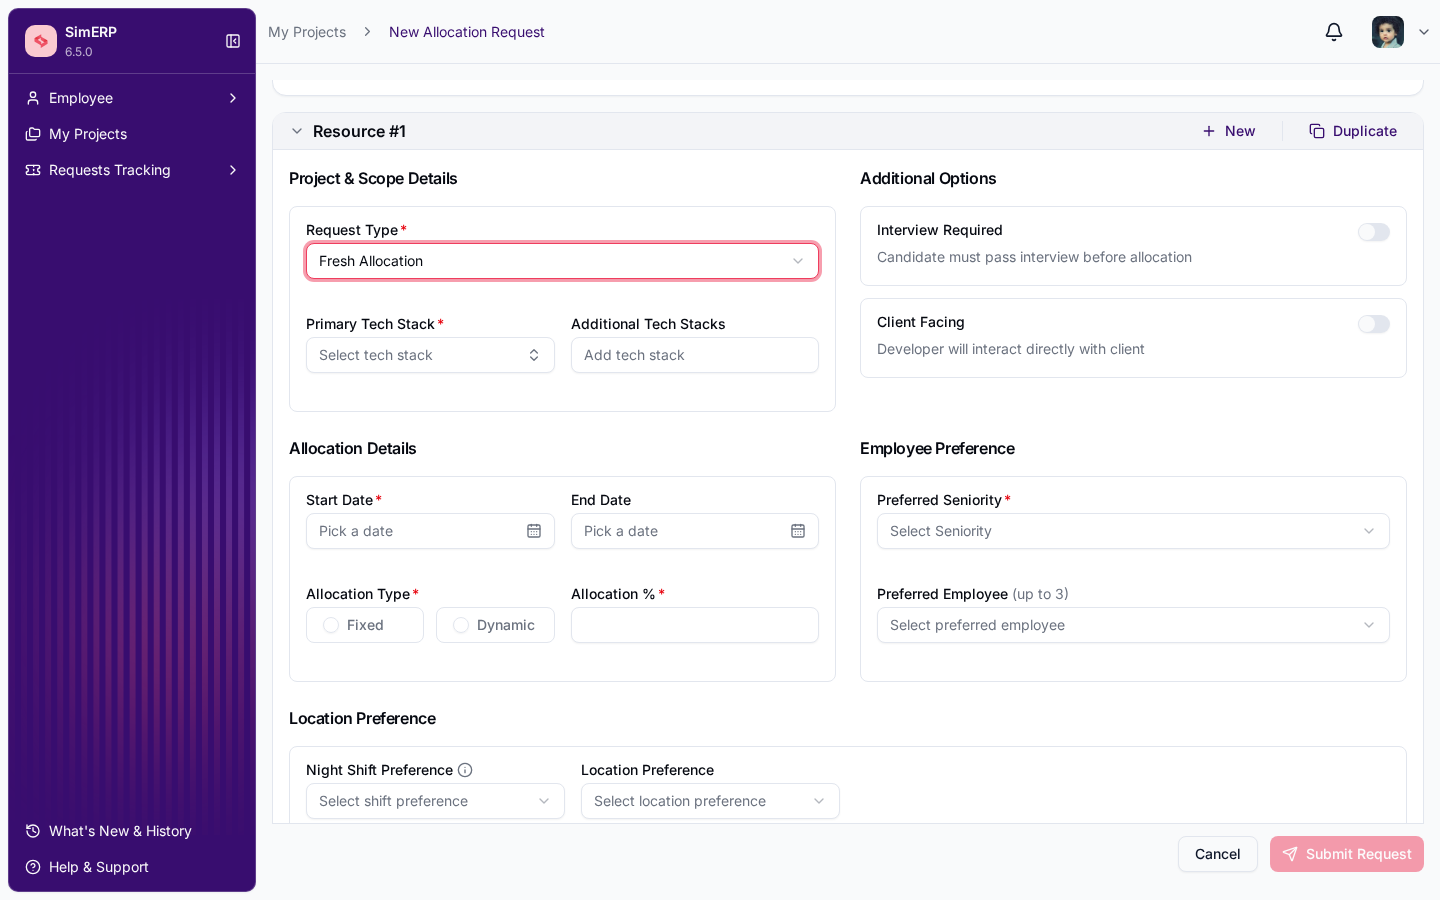 SimERP
6.5.0
Employee
My Projects
Requests Tracking
What's New & History
Help & Support
My Projects
New Allocation Request
Resource #1
New
Duplicate
Project & Scope Details
Request Type*
Fresh Allocation
Primary Tech Stack*
Additional Tech Stacks
Select tech stack
Add tech stack
Additional Options
Interview Required
Candidate must pass interview before allocation
Client Facing
Developer will interact directly with client
Allocation Details
Start Date*
End Date
Pick a date
Pick a date
Allocation Type*
Allocation %*
Fixed
Dynamic
Employee Preference
Preferred Seniority*
Select Seniority
Preferred Employee (up to 3)
Select preferred employee
Location Preference
Night Shift Preference
Location Preference
Select shift preference
Select location preference
Cancel
Submit Request